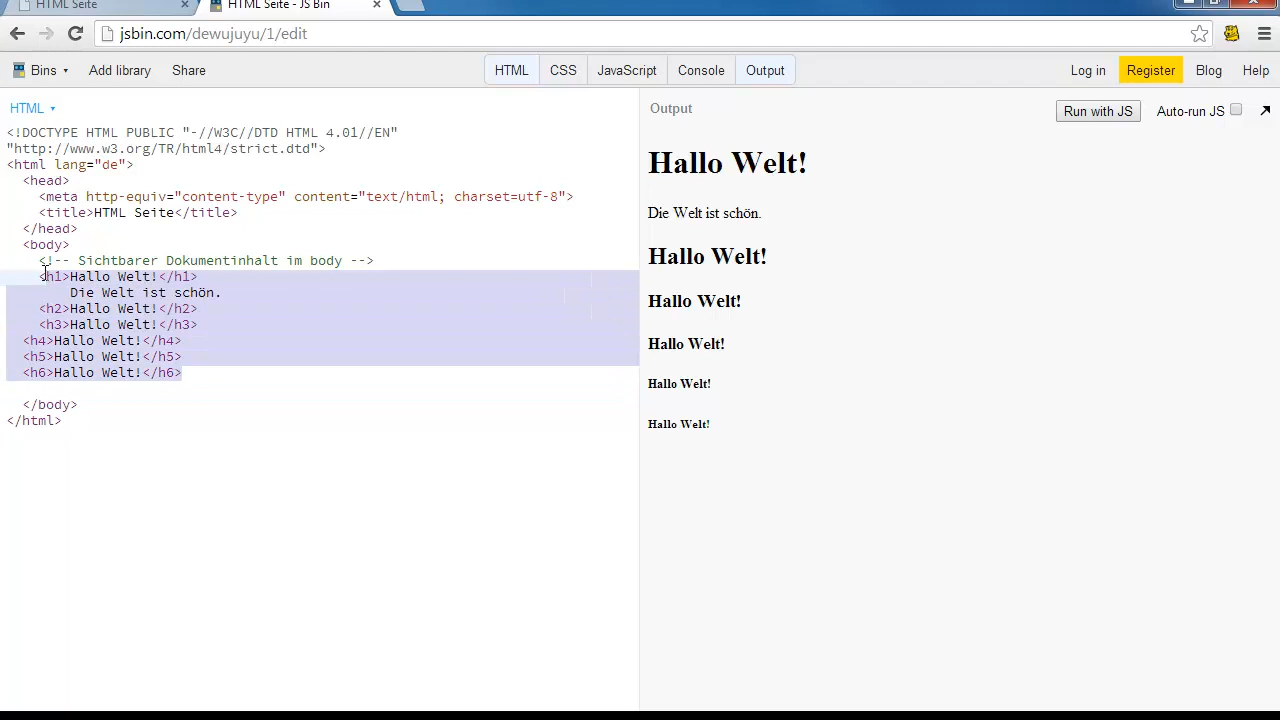 HTML Seite
HTML Seite - JS Bin
jsbin.com/dewujuyu/1/edit
Bins Add library Share HTML CSS JavaScript Console Output Log in Register Blog Help
HTML
<!DOCTYPE HTML PUBLIC "-//W3C//DTD HTML 4.01//EN"
"http://www.w3.org/TR/html4/strict.dtd">
<html lang="de">
<head>
<meta http-equiv="content-type" content="text/html; charset=utf-8">
<title>HTML Seite</title>
</head>
<body>
<!-- Sichtbarer Dokumentinhalt im body -->
<h1>Hallo Welt!</h1>
Die Welt ist schön.
<h2>Hallo Welt!</h2>
<h3>Hallo Welt!</h3>
<h4>Hallo Welt!</h4>
<h5>Hallo Welt!</h5>
<h6>Hallo Welt!</h6>
</body>
</html>
Output Run with JS Auto-run JS
Hallo Welt!
Die Welt ist schön.
Hallo Welt!
Hallo Welt!
Hallo Welt!
Hallo Welt!
Hallo Welt!